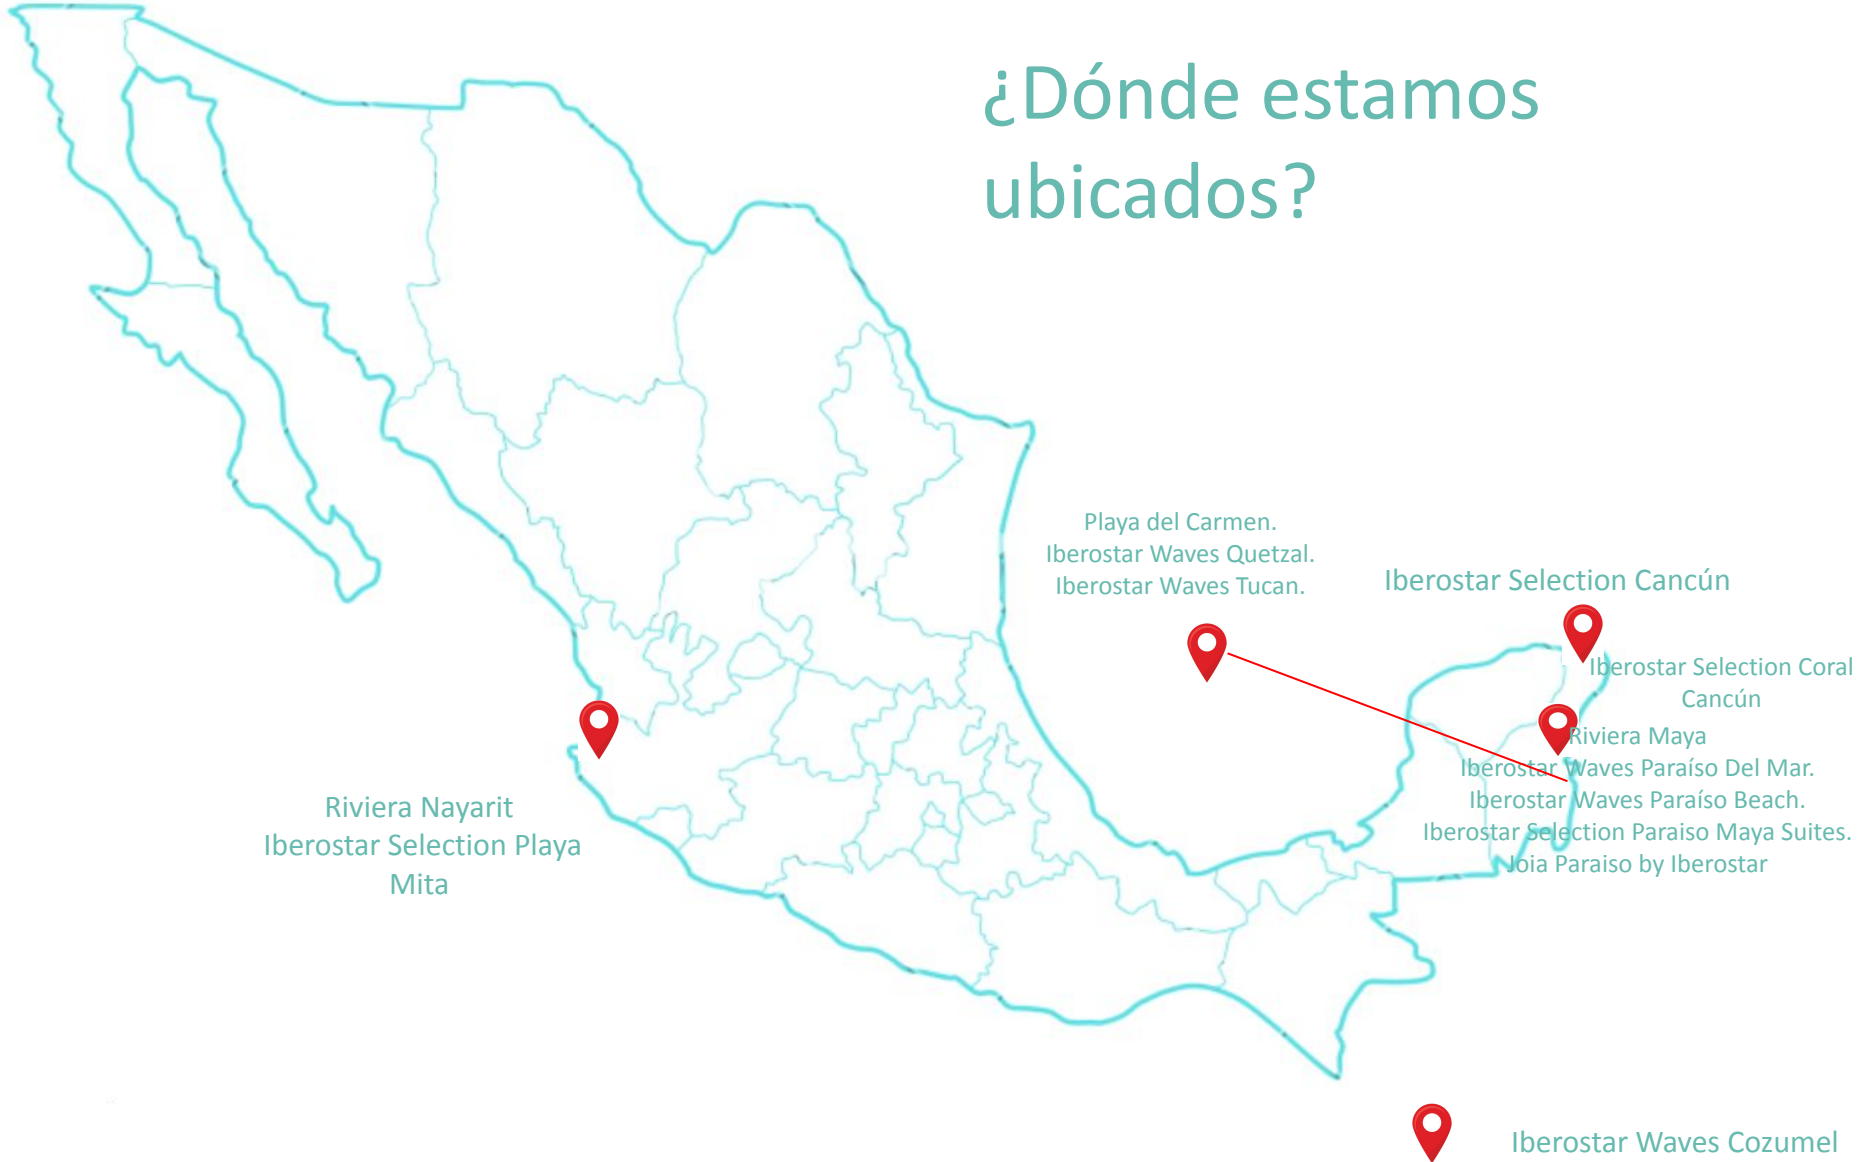 ¿Dónde estamos
ubicados?
Playa del Carmen.
Iberostar Waves Quetzal.
Iberostar Waves Tucan.
Iberostar Selection Cancún
Iberostar Selection Coral
Cancún
Riviera Maya
Iberostar Waves Paraíso Del Mar.
Iberostar Waves Paraíso Beach.
Iberostar Selection Paraiso Maya Suites.
Joia Paraiso by Iberostar
Riviera Nayarit
Iberostar Selection Playa
Mita
Iberostar Waves Cozumel